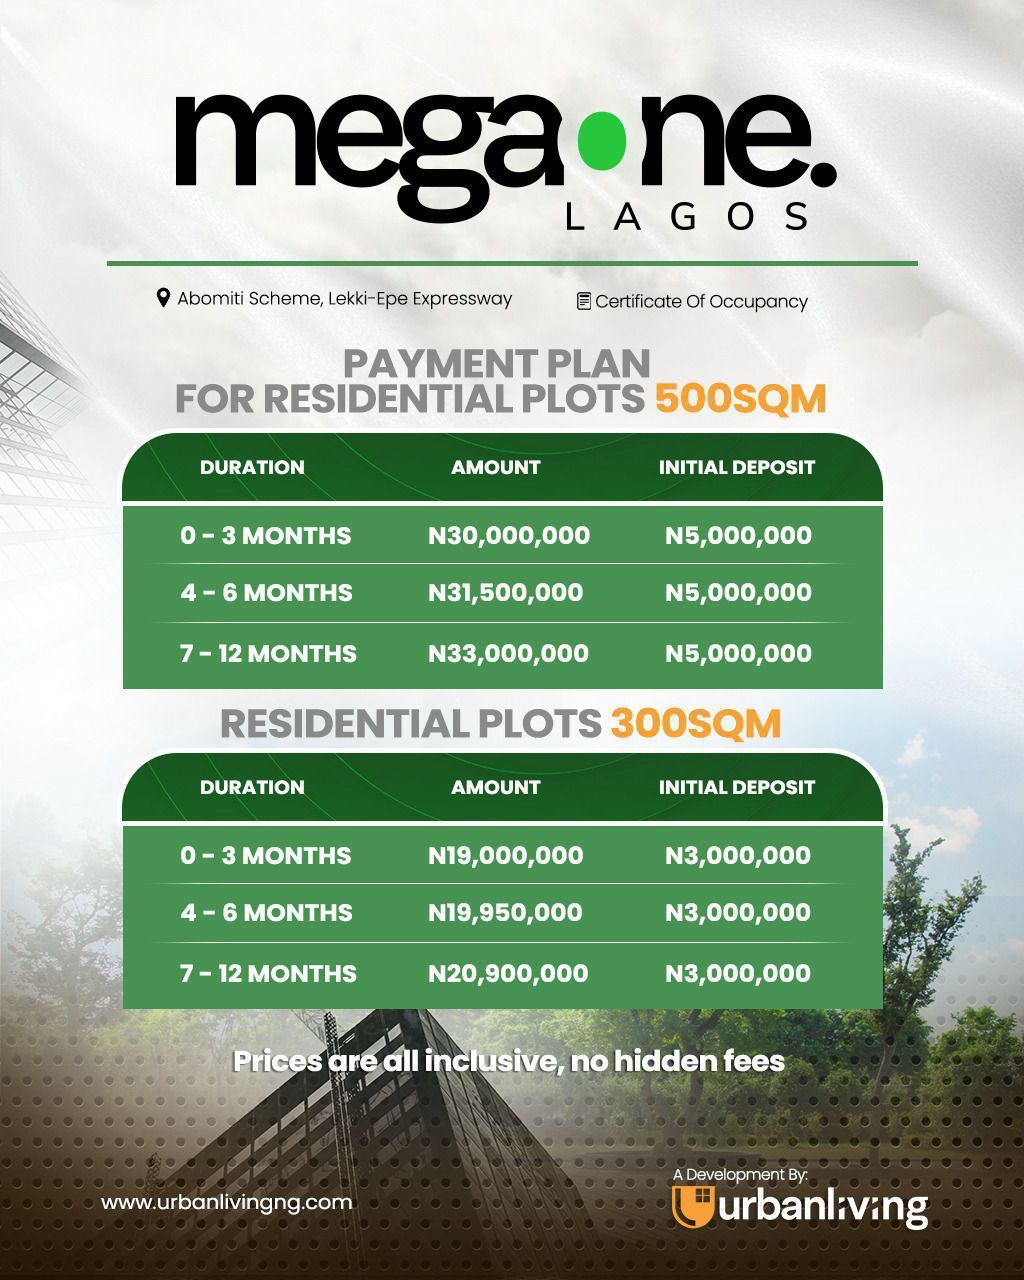 megaone.
LAGOS
Abomiti Scheme, Lekki-Epe Expressway
Certificate Of Occupancy
PAYMENT PLAN
FOR RESIDENTIAL PLOTS 500SQM
DURATION AMOUNT INITIAL DEPOSIT
0 - 3 MONTHS N30,000,000 N5,000,000
4 - 6 MONTHS N31,500,000 N5,000,000
7 - 12 MONTHS N33,000,000 N5,000,000
RESIDENTIAL PLOTS 300SQM
DURATION AMOUNT INITIAL DEPOSIT
0 - 3 MONTHS N19,000,000 N3,000,000
4 - 6 MONTHS N19,950,000 N3,000,000
7 - 12 MONTHS N20,900,000 N3,000,000
Prices are all inclusive, no hidden fees
A Development By:
www.urbanlivingng.com
urbanliving